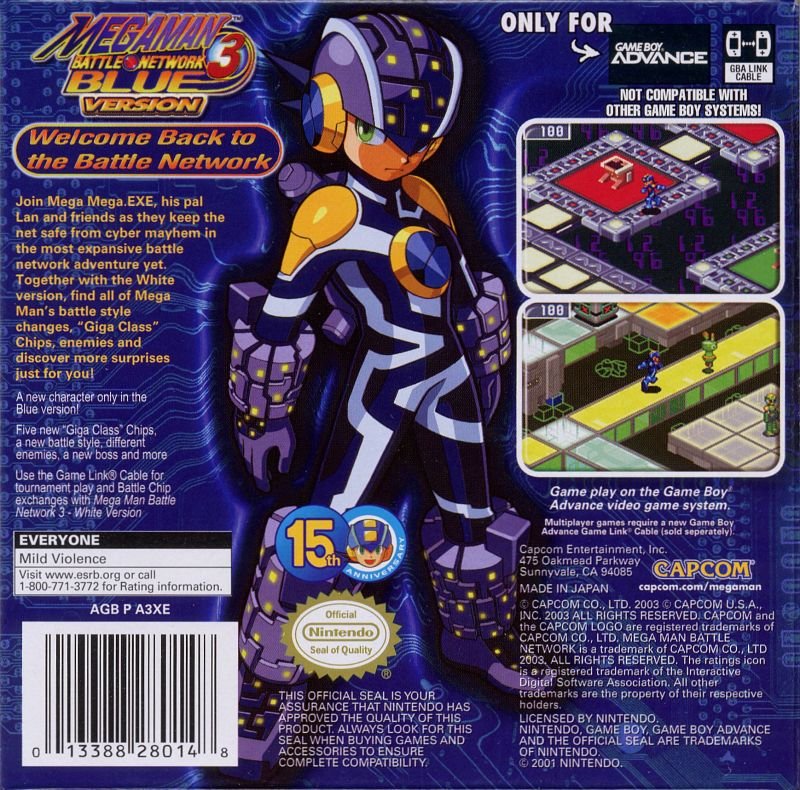 MEGAMAN™
BATTLE NETWORK 3
BLUE
VERSION
Welcome Back to
the Battle Network
Join Mega Mega.EXE, his pal
Lan and friends as they keep the
net safe from cyber mayhem in
the most expansive battle
network adventure yet.
Together with the White
version, find all of Mega
Man's battle style
changes, "Giga Class"
Chips, enemies and
discover more surprises
just for you!
A new character only in the
Blue version!
Five new "Giga Class" Chips,
a new battle style, different
enemies, a new boss and more
Use the Game Link® Cable for
tournament play and Battle Chip
exchanges with Mega Man Battle
Network 3 - White Version
EVERYONE
Mild Violence
Visit www.esrb.org or call
1-800-771-3772 for Rating information.
AGB P A3XE
0 13388 28014 8
15th
ANNIVERSARY
Official
Nintendo
Seal of Quality
®
THIS OFFICIAL SEAL IS YOUR
ASSURANCE THAT NINTENDO HAS
APPROVED THE QUALITY OF THIS
PRODUCT. ALWAYS LOOK FOR THIS
SEAL WHEN BUYING GAMES AND
ACCESSORIES TO ENSURE
COMPLETE COMPATIBILITY.
ONLY FOR
GAME BOY
ADVANCE
GBA LINK
CABLE
NOT COMPATIBLE WITH
OTHER GAME BOY SYSTEMS!
100
100
Game play on the Game Boy®
Advance video game system.
Multiplayer games require a new Game Boy
Advance Game Link® Cable (sold seperately).
Capcom Entertainment, Inc.
475 Oakmead Parkway
Sunnyvale, CA 94085
CAPCOM®
MADE IN JAPAN
capcom.com/megaman
© CAPCOM CO., LTD. 2003 © CAPCOM U.S.A.,
INC. 2003 ALL RIGHTS RESERVED. CAPCOM and
the CAPCOM LOGO are registered trademarks of
CAPCOM CO., LTD. MEGA MAN BATTLE
NETWORK is a trademark of CAPCOM CO., LTD
2003. ALL RIGHTS RESERVED. The ratings icon
is a registered trademark of the Interactive
Digital Software Association. All other
trademarks are the property of their respective
holders.
LICENSED BY NINTENDO.
NINTENDO, GAME BOY, GAME BOY ADVANCE
AND THE OFFICIAL SEAL ARE TRADEMARKS
OF NINTENDO.
© 2001 NINTENDO.